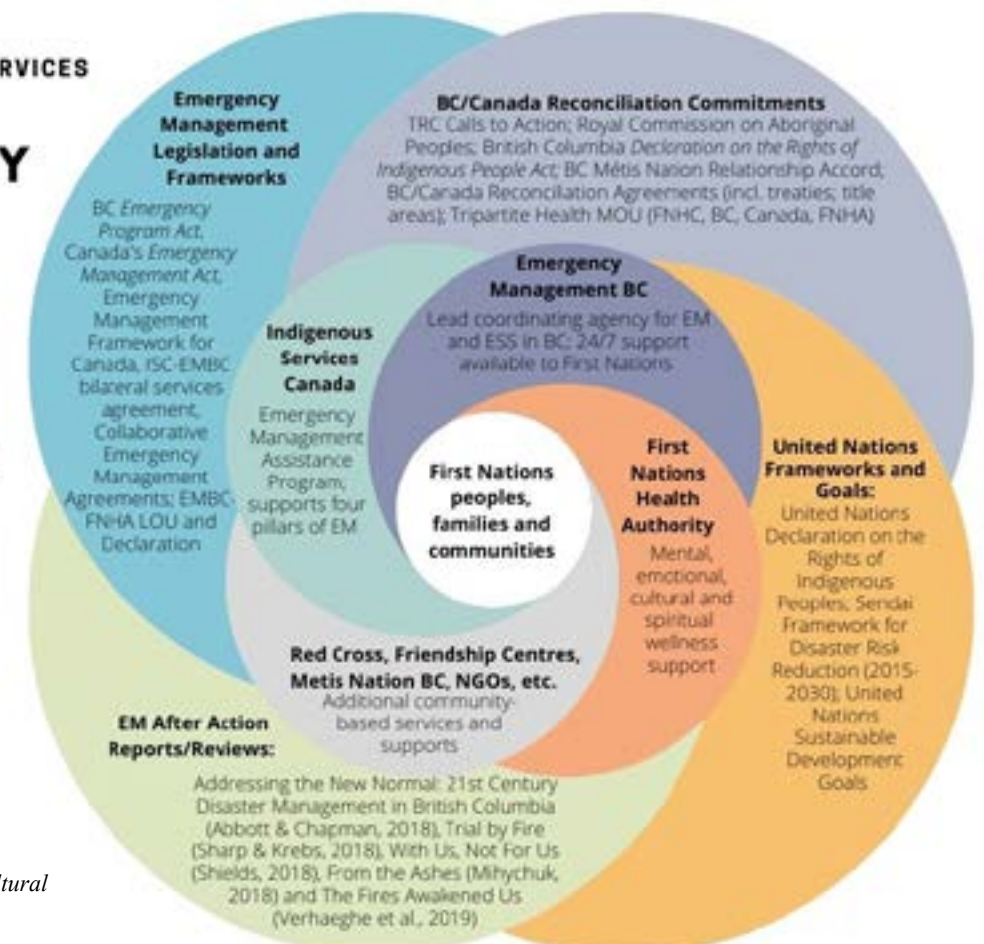 RVICES
Y
Emergency
Management
Legislation and
Frameworks
BC Emergency
Program Act,
Canada's Emergency
Management Act,
Emergency
Management
Framework for
Canada, ISC-EMBC
bilateral services
agreement,
Collaborative
Emergency
Management
Agreements; EMBC-
FNHA LOU and
Declaration
BC/Canada Reconciliation Commitments
TRC Calls to Action; Royal Commission on Aboriginal
Peoples; British Columbia Declaration on the Rights of
Indigenous People Act; BC Métis Nation Relationship Accord;
BC/Canada Reconciliation Agreements (incl. treaties; title
areas); Tripartite Health MOU (FNHC, BC, Canada, FNHA)
Emergency
Management BC
Lead coordinating agency for EM
and ESS in BC; 24/7 support
available to First Nations
Indigenous
Services
Canada
Emergency
Management
Assistance
Program,
supports four
pillars of EM
First Nations
peoples,
families and
communities
First
Nations
Health
Authority
Mental,
emotional,
cultural and
spiritual
wellness
support
United Nations
Frameworks and
Goals:
United Nations
Declaration on the
Rights of
Indigenous
Peoples; Sendai
Framework for
Disaster Risk
Reduction (2015-
2030); United
Nations
Sustainable
Development
Goals
Red Cross, Friendship Centres,
Metis Nation BC, NGOs, etc.
Additional community-
based services and
supports
EM After Action
Reports/Reviews:
Addressing the New Normal: 21st Century
Disaster Management in British Columbia
(Abbott & Chapman, 2018), Trial by Fire
(Sharp & Krebs, 2018), With Us, Not For Us
(Shields, 2018), From the Ashes (Mihychuk,
2018) and The Fires Awakened Us
(Verhaeghe et al., 2019)
ltural